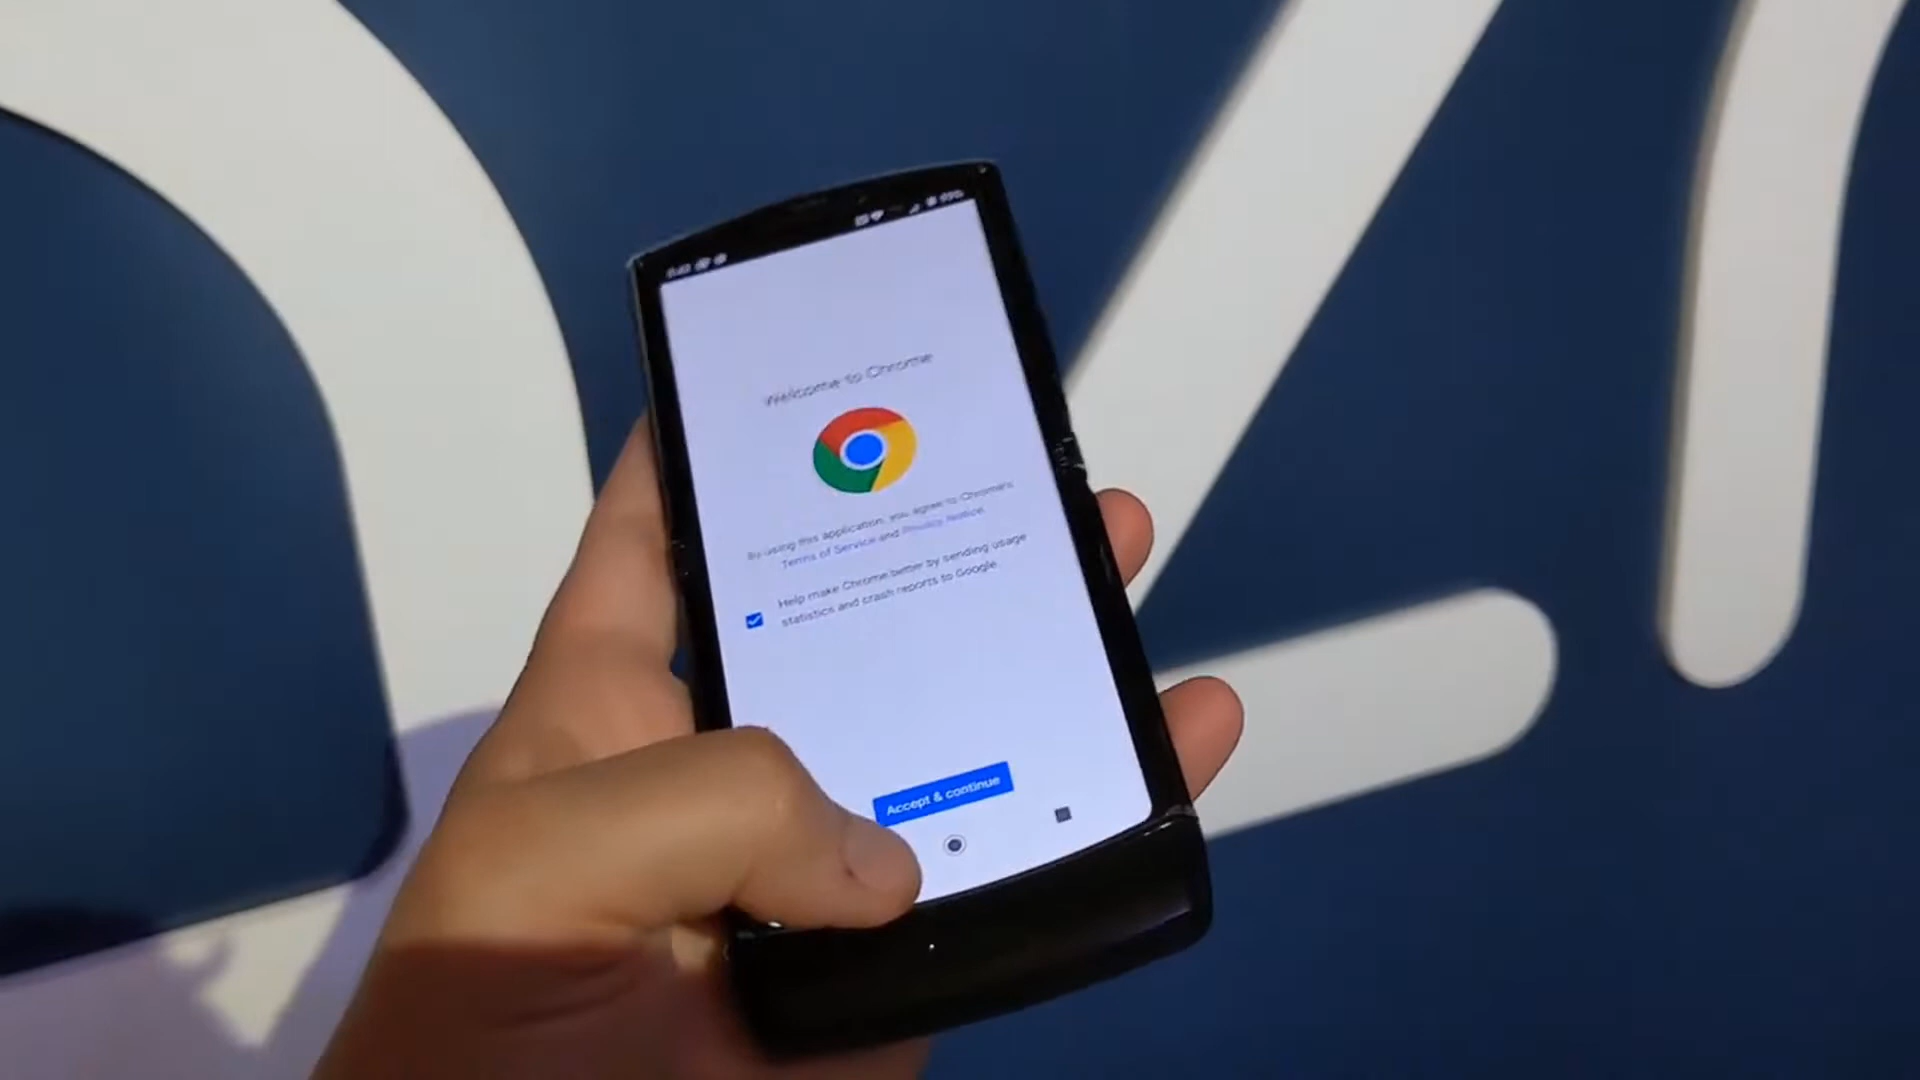 Welcome to Chrome
By using this application, you agree to Chrome's
Terms of Service and Privacy Notice.
Help make Chrome better by sending usage
statistics and crash reports to Google.
Accept & continue